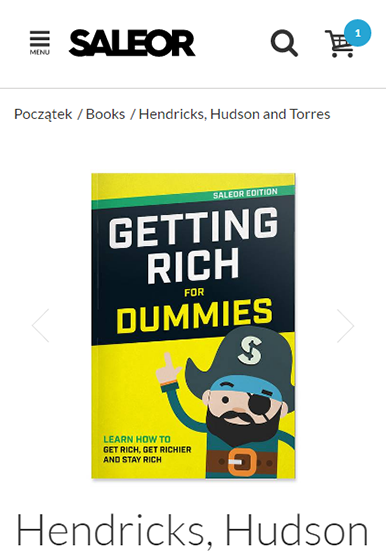 MENU
SALEOR
1
Początek / Books / Hendricks, Hudson and Torres
SALEOR EDITION
GETTING
RICH
FOR
DUMMIES
S
LEARN HOW TO
GET RICH, GET RICHIER
AND STAY RICH
Hendricks, Hudson